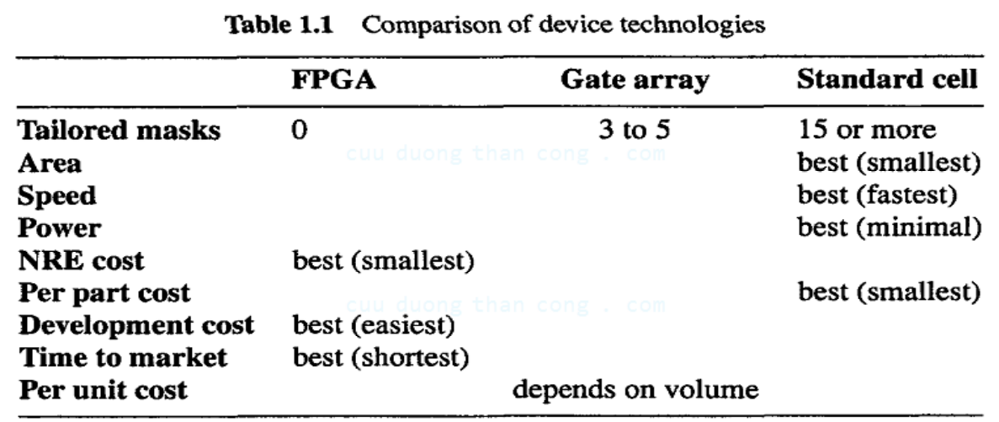 Table 1.1 Comparison of device technologies
FPGA Gate array Standard cell
Tailored masks 0 3 to 5 15 or more
cuu duong than cong . com
Area best (smallest)
Speed best (fastest)
Power best (minimal)
NRE cost best (smallest)
Per part cost best (smallest)
cuu duong than cong . com
Development cost best (easiest)
Time to market best (shortest)
Per unit cost depends on volume